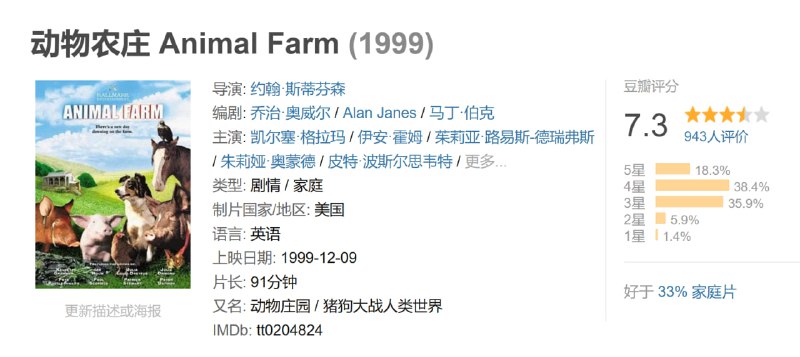 动物农庄 Animal Farm (1999)
HALLMARK
ANIMAL FARM
There's a new day
dawning on the farm.
更新描述或海报
导演: 约翰·斯蒂芬森
编剧: 乔治·奥威尔 / Alan Janes / 马丁·伯克
主演: 凯尔塞·格拉玛 / 伊安·霍姆 / 茱莉亚·路易斯-德瑞弗斯
/ 朱莉娅·奥蒙德 / 皮特·波斯尔思韦特 / 更多...
类型: 剧情 / 家庭
制片国家/地区: 美国
语言: 英语
上映日期: 1999-12-09
片长: 91分钟
又名: 动物庄园 / 猪狗大战人类世界
IMDb: tt0204824
豆瓣评分
7.3
943人评价
5星 18.3%
4星 38.4%
3星 35.9%
2星 5.9%
1星 1.4%
好于 33% 家庭片